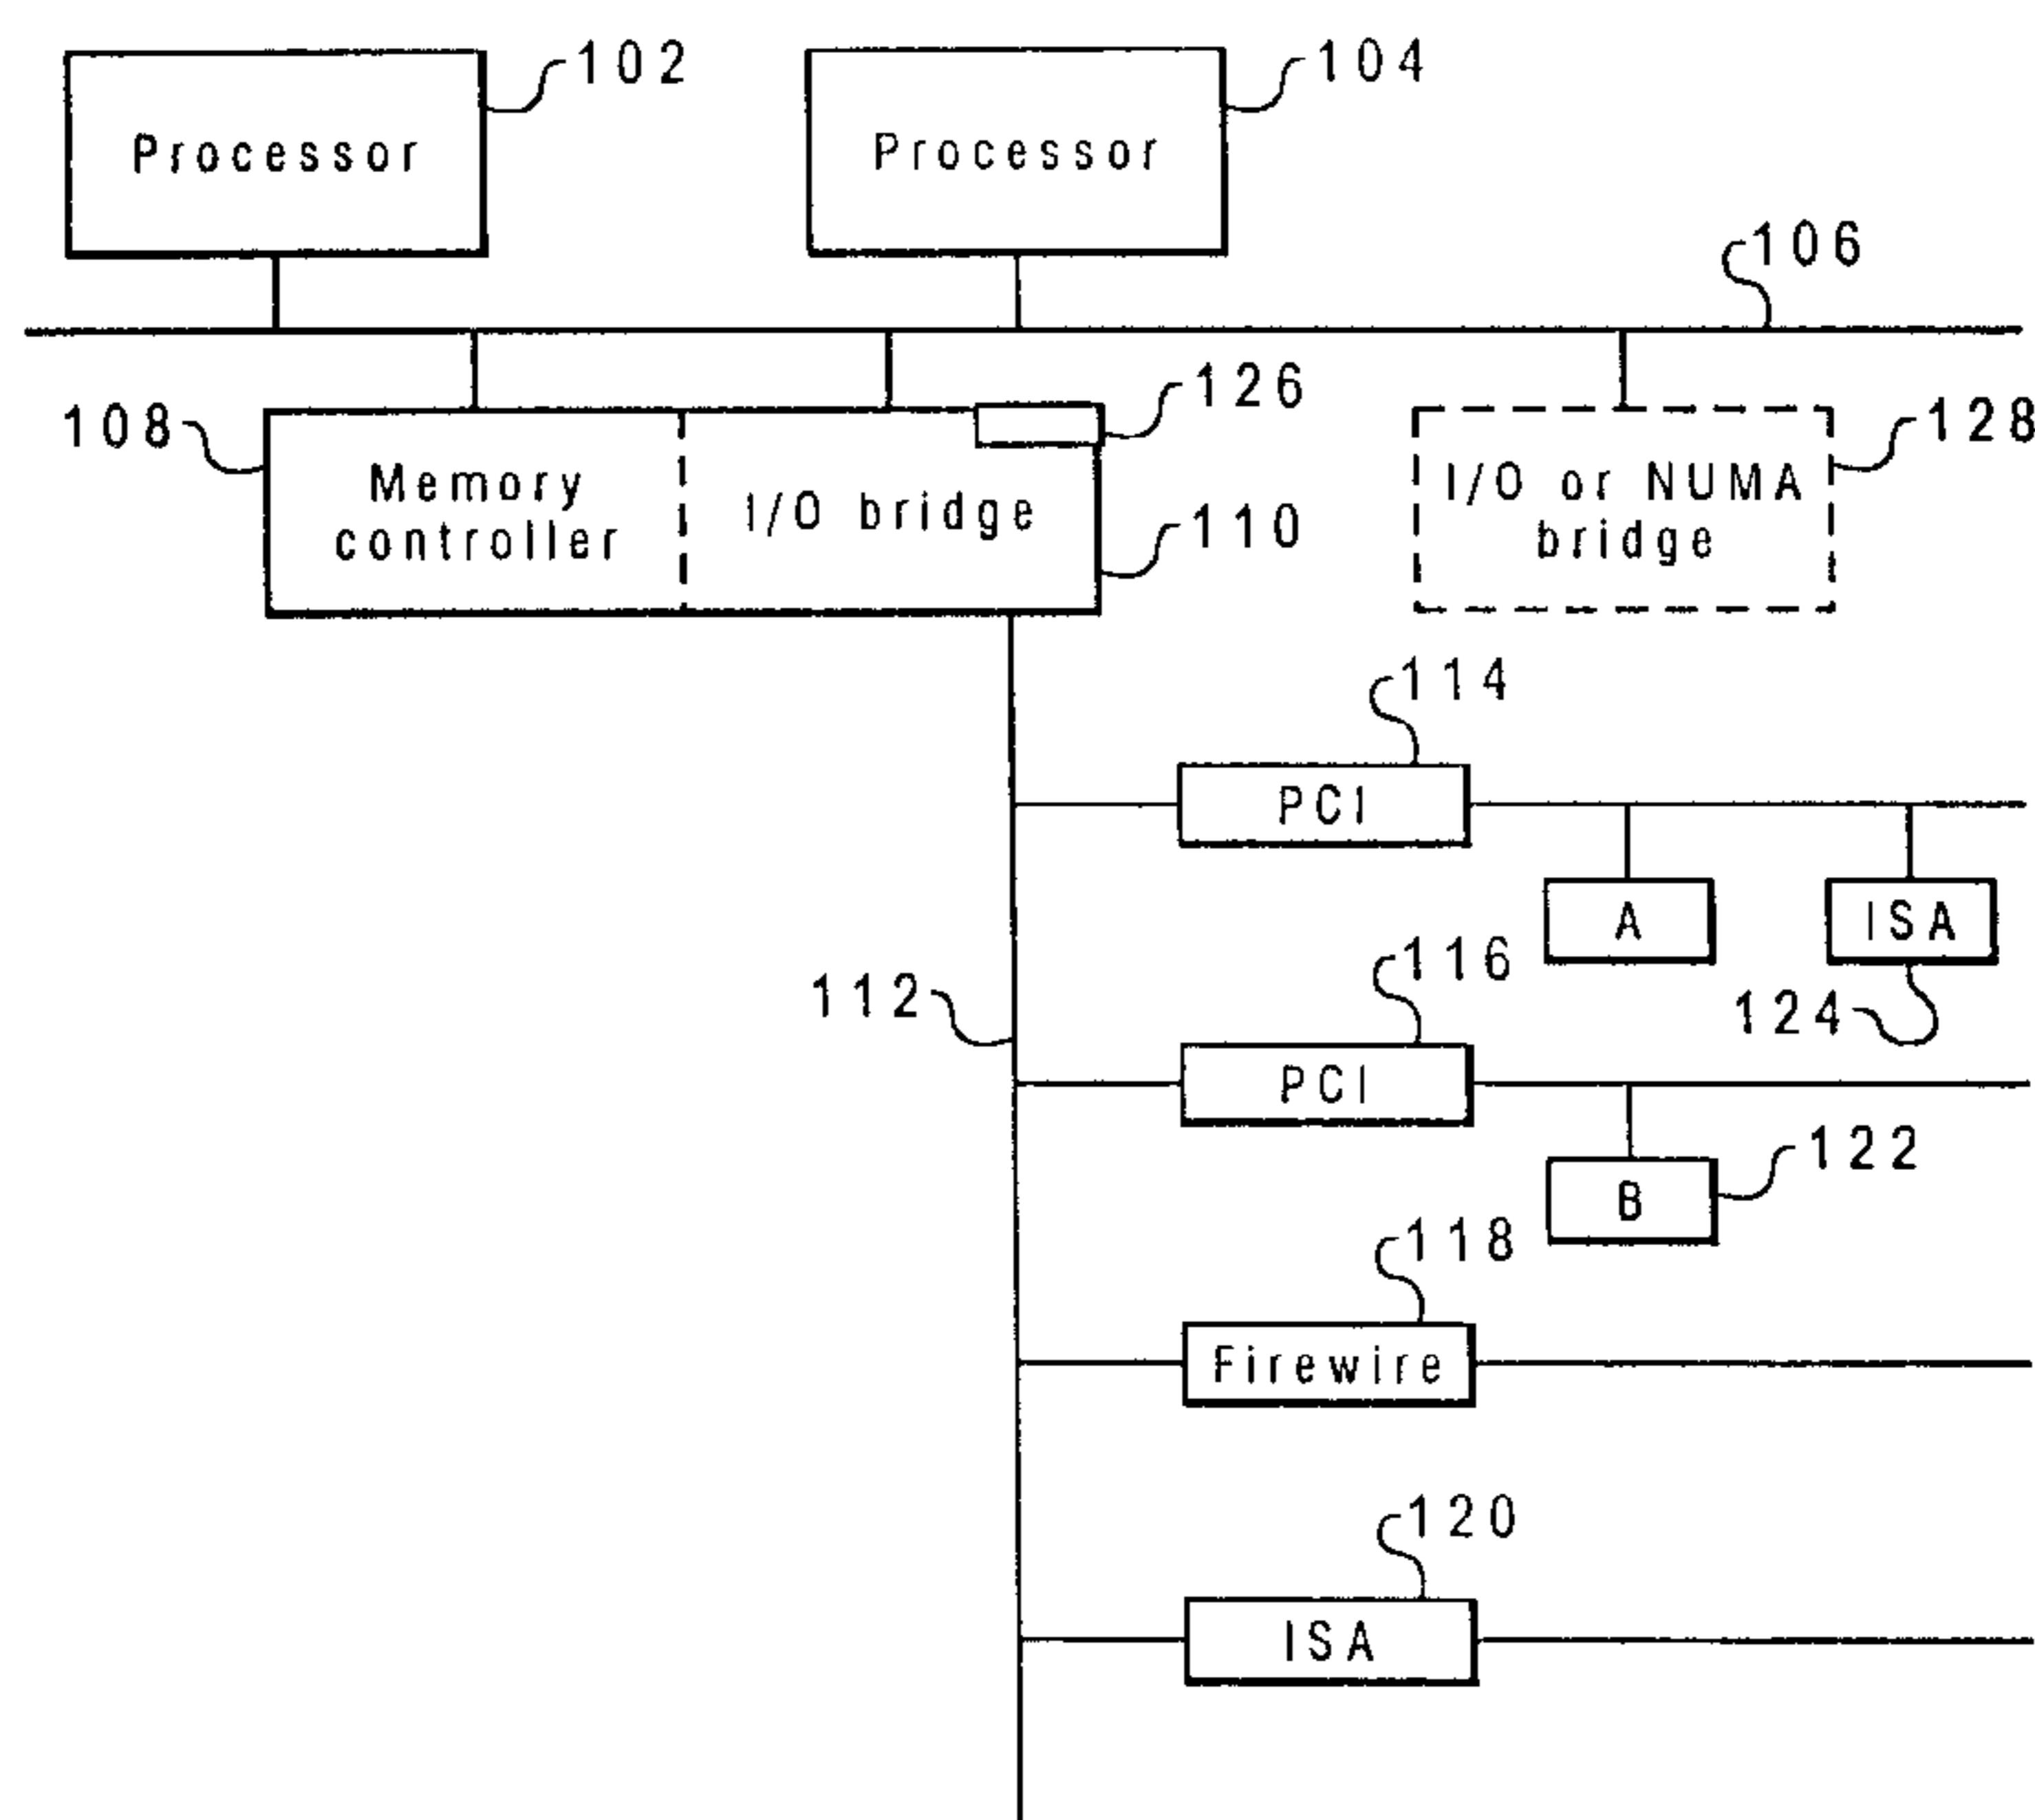 102
104
Processor
Processor
106
126
108
128
Memory
controller
I/O bridge
I/O or NUMA
bridge
110
114
PCI
A
ISA
116
112
124
PCI
122
B
118
Firewire
120
ISA